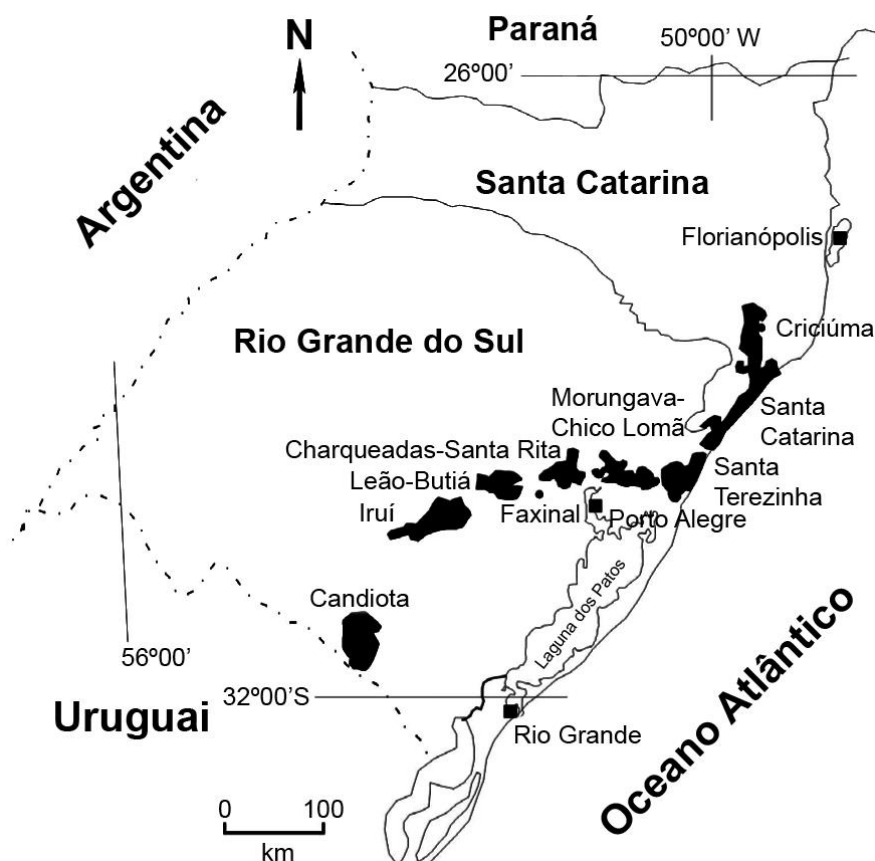 Paraná
50º00' W
N
26º00'
Argentina
Santa Catarina
Florianópolis
Criciúma
Rio Grande do Sul
Morungava-
Chico Lomã
Santa
Catarina
Charqueadas-Santa Rita
Leão-Butiá
Santa
Terezinha
Iruí
Faxinal
Porto Alegre
Candiota
Laguna dos Patos
56º00'
Oceano Atlântico
32º00'S
Uruguai
Rio Grande
0 100
km